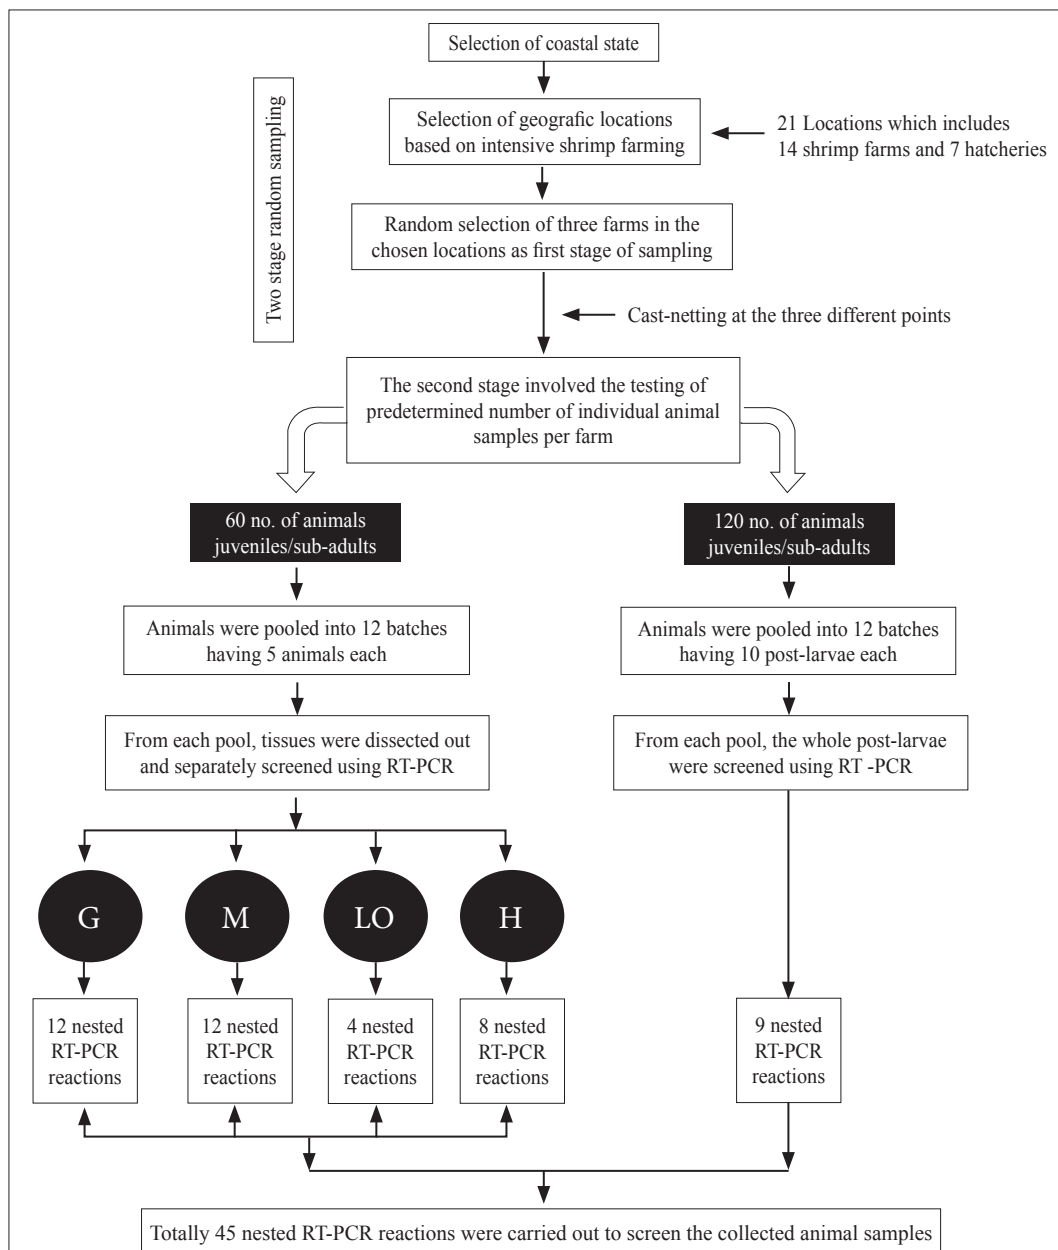 Selection of coastal state
Two stage random sampling
Selection of geografic locations
based on intensive shrimp farming
21 Locations which includes
14 shrimp farms and 7 hatcheries
Random selection of three farms in the
chosen locations as first stage of sampling
Cast-netting at the three different points
The second stage involved the testing of
predetermined number of individual animal
samples per farm
60 no. of animals
juveniles/sub-adults
120 no. of animals
juveniles/sub-adults
Animals were pooled into 12 batches
having 5 animals each
Animals were pooled into 12 batches
having 10 post-larvae each
From each pool, tissues were dissected out
and separately screened using RT-PCR
From each pool, the whole post-larvae
were screened using RT -PCR
G
M
LO
H
12 nested
RT-PCR
reactions
12 nested
RT-PCR
reactions
4 nested
RT-PCR
reactions
8 nested
RT-PCR
reactions
9 nested
RT-PCR
reactions
Totally 45 nested RT-PCR reactions were carried out to screen the collected animal samples